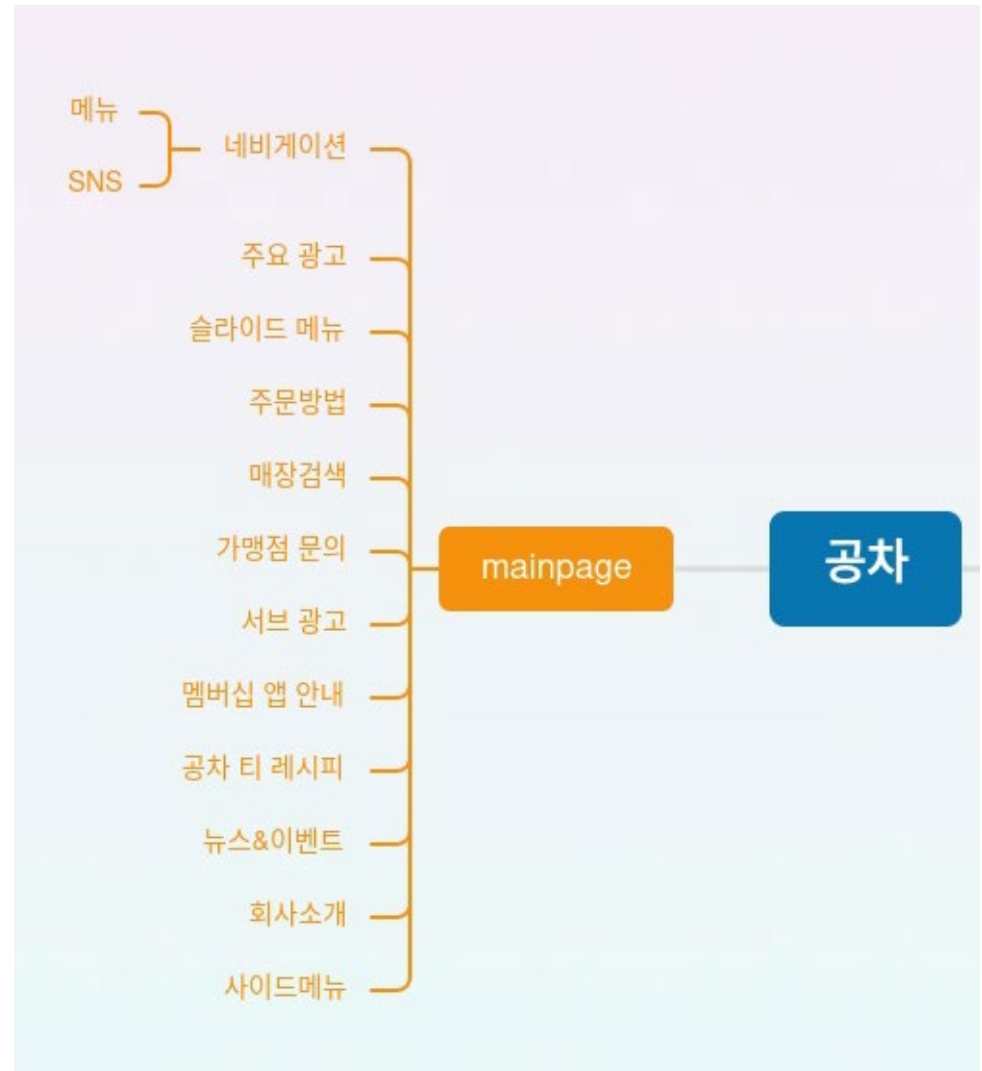 메뉴
SNS
네비게이션
주요 광고
슬라이드 메뉴
주문방법
매장검색
가맹점 문의
서브 광고
멤버십 앱 안내
공차 티 레시피
뉴스&이벤트
회사소개
사이드메뉴
mainpage
공차